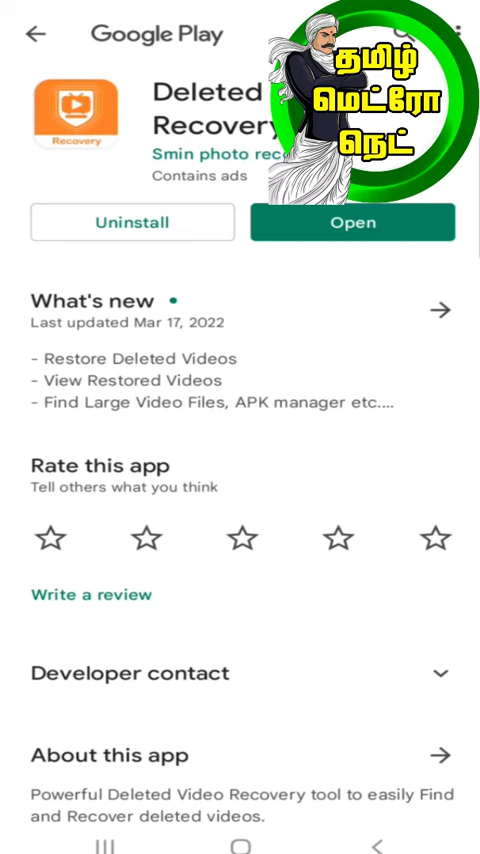 Google Play
தமிழ்
மெட்ரோ
நெட்
Deleted
Recovery
Recovery
Smin photo rec
Contains ads
Uninstall
Open
What's new
Last updated Mar 17, 2022
- Restore Deleted Videos
- View Restored Videos
- Find Large Video Files, APK manager etc....
Rate this app
Tell others what you think
Write a review
Developer contact
About this app
Powerful Deleted Video Recovery tool to easily Find
and Recover deleted videos.